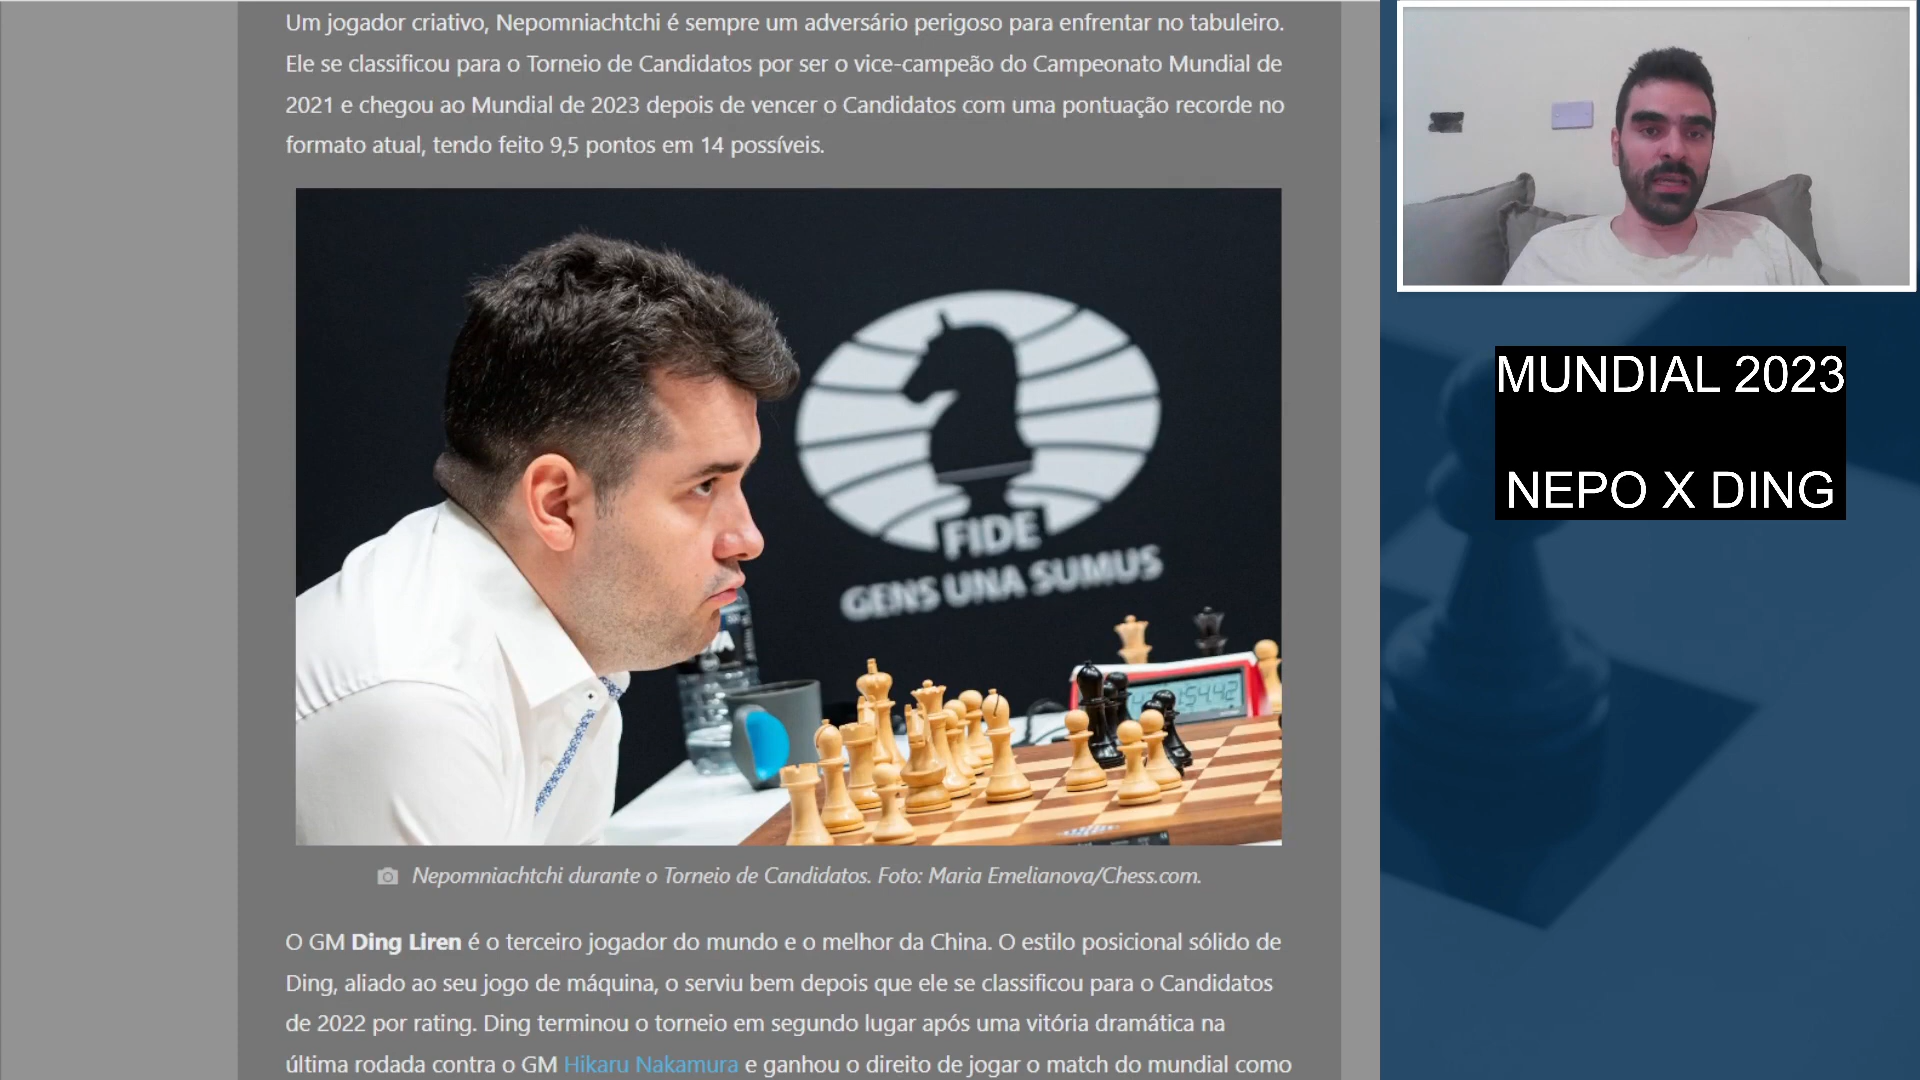 Um jogador criativo, Nepomniachtchi é sempre um adversário perigoso para enfrentar no tabuleiro.
Ele se classificou para o Torneio de Candidatos por ser o vice-campeão do Campeonato Mundial de
2021 e chegou ao Mundial de 2023 depois de vencer o Candidatos com uma pontuação recorde no
formato atual, tendo feito 9,5 pontos em 14 possíveis.
FIDE
GENS UNA SUMUS
Nepomniachtchi durante o Torneio de Candidatos. Foto: Maria Emelianova/Chess.com.
O GM Ding Liren é o terceiro jogador do mundo e o melhor da China. O estilo posicional sólido de
Ding, aliado ao seu jogo de máquina, o serviu bem depois que ele se classificou para o Candidatos
de 2022 por rating. Ding terminou o torneio em segundo lugar após uma vitória dramática na
última rodada contra o GM Hikaru Nakamura e ganhou o direito de jogar o match do mundial como
MUNDIAL 2023
NEPO X DING